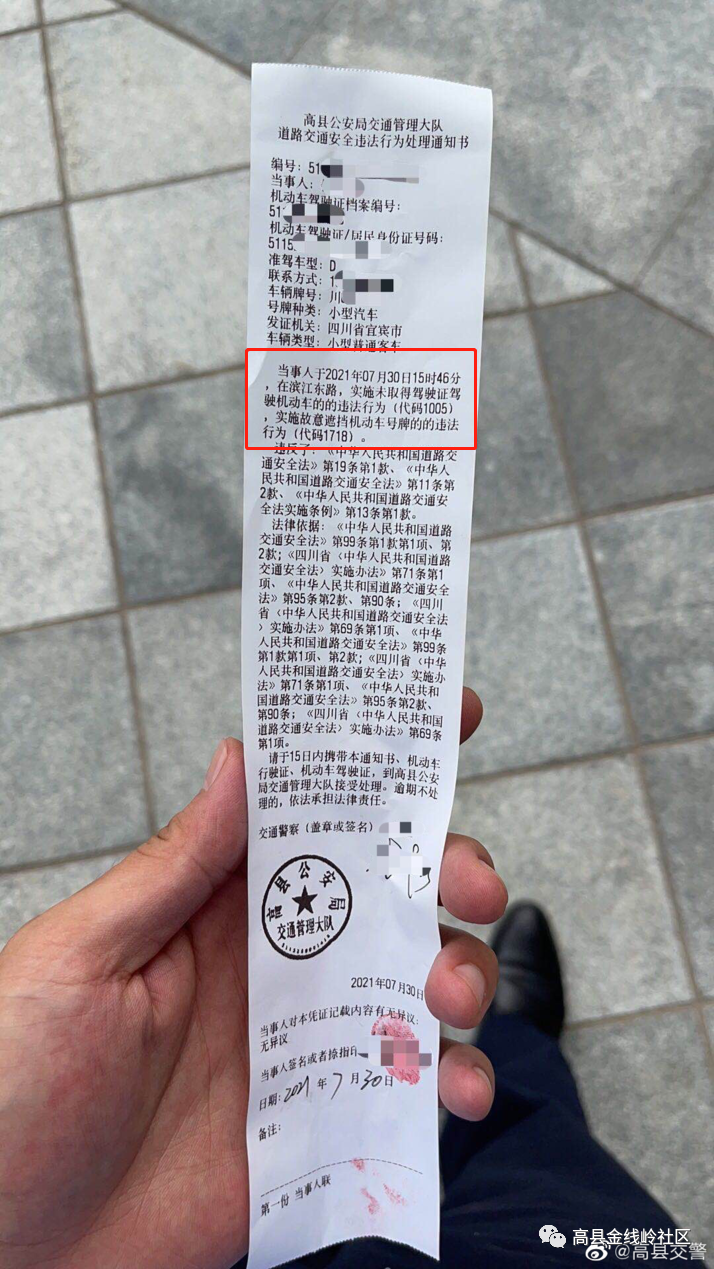 高县公安局交通管理大队
道路交通安全违法行为处理通知书
编号：51
当事人：
机动车驾驶证档案编号：
51
机动车驾驶证/居民身份证号码：
5115
准驾车型：D
联系方式：1
车辆牌号：川
号牌种类：小型汽车
发证机关：四川省宜宾市
车辆类型：小型普通客车
当事人于2021年07月30日15时46分
，在滨江东路，实施未取得驾驶证驾
驶机动车的的违法行为（代码1005）
，实施故意遮挡机动车号牌的的违法
行为（代码1718）。
违反了：《中华人民共和国道路交
通安全法》第19条第1款、《中华人
民共和国道路交通安全法》第11条第
2款、《中华人民共和国道路交通安
全法实施条例》第13条第1款。
法律依据：《中华人民共和国道路
交通安全法》第99条第1款第1项、第
2款；《四川省〈中华人民共和国道路
交通安全法〉实施办法》第71条第1
项、《中华人民共和国道路交通安全
法》第95条第2款、第90条；《四川
省〈中华人民共和国道路交通安全法
〉实施办法》第69条第1项、《中华
人民共和国道路交通安全法》第99条
第1款第1项、第2款；《四川省〈中华
人民共和国道路交通安全法〉实施办
法》第71条第1项、《中华人民共和
国道路交通安全法》第95条第2款、
第90条；《四川省〈中华人民共和国
道路交通安全法〉实施办法》第69条
第1项。
请于15日内携带本通知书、机动车
行驶证、机动车驾驶证，到高县公安
局交通管理大队接受处理。逾期不处
理的，依法承担法律责任。
交通警察（盖章或签名）
高县公安局
交通管理大队
2021年07月30日
当事人对本凭证记载内容有无异议：
无异议
当事人签名或者捺指印
日期：2021年7月30日
备注：
第一份 当事人联
高县金线岭社区
@高县交警